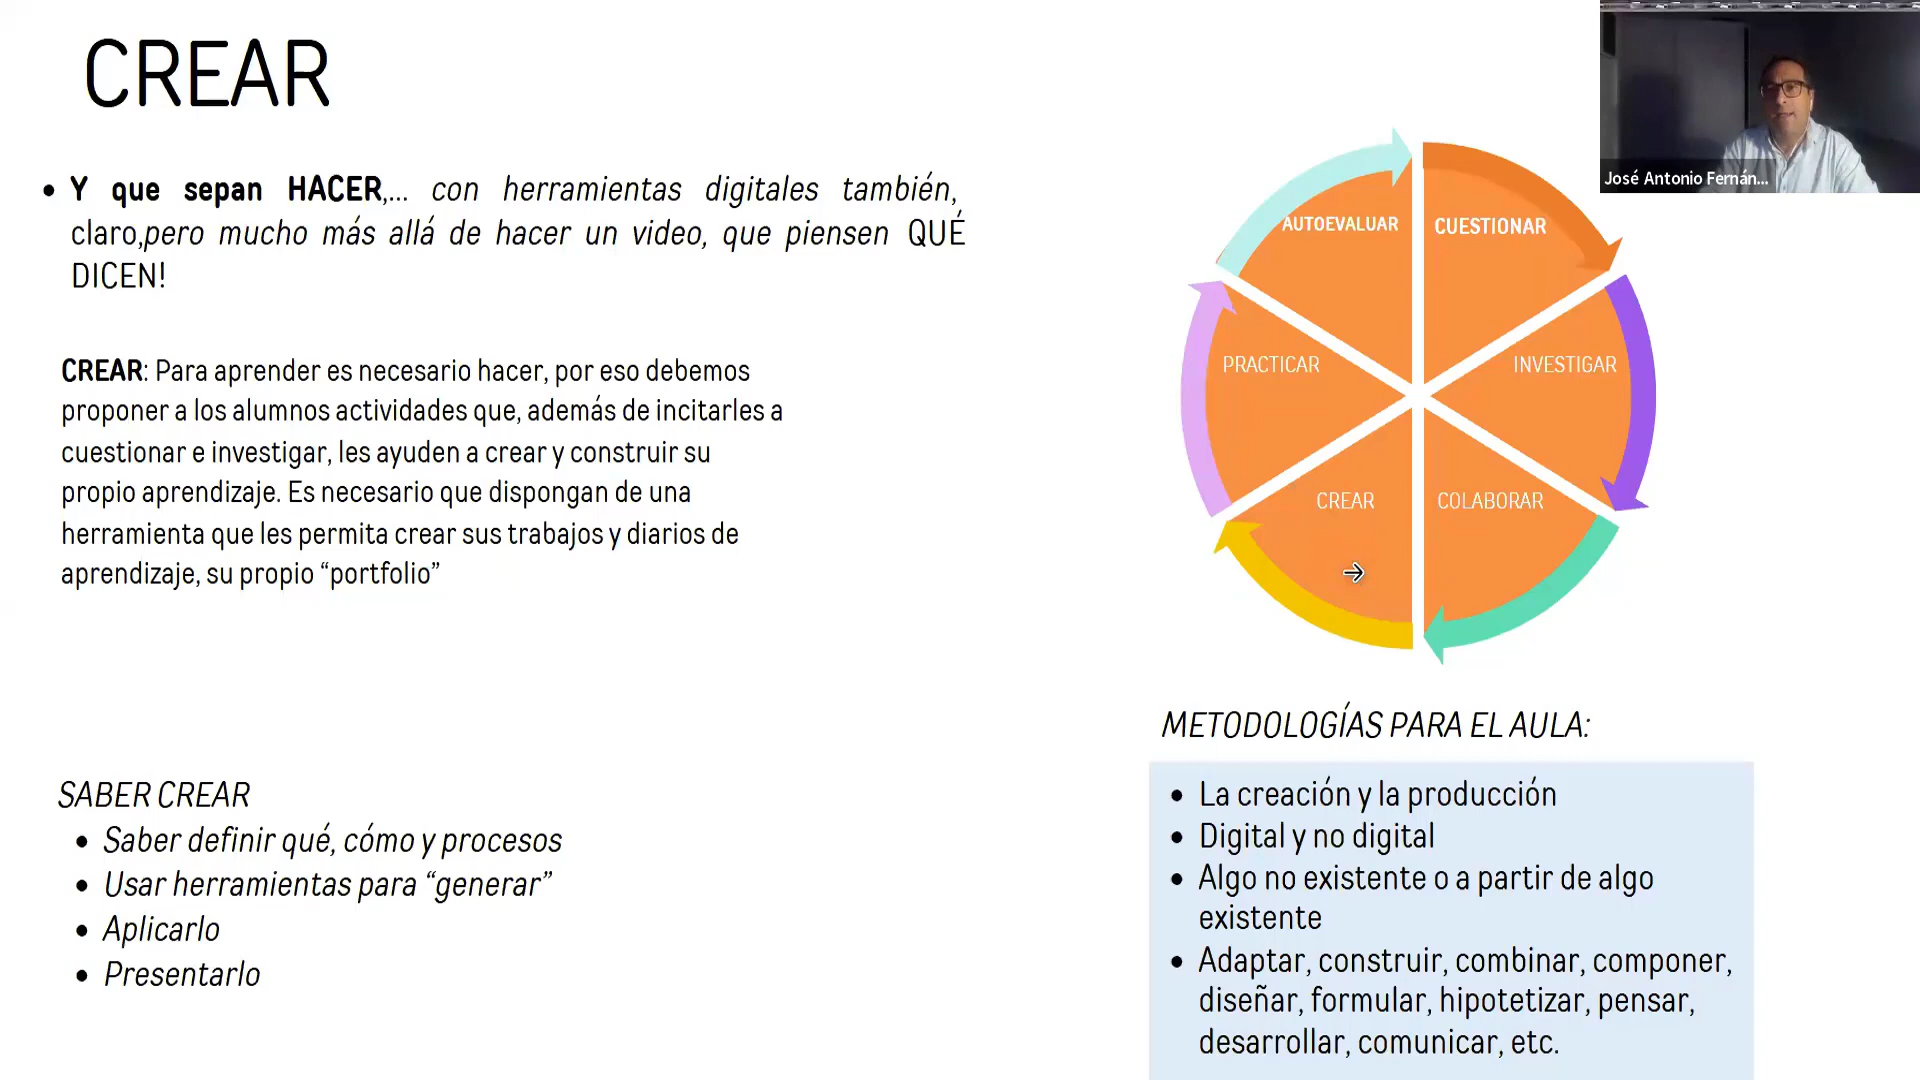 CREAR
• Y que sepan HACER,... con herramientas digitales también,
claro,pero mucho más allá de hacer un video, que piensen QUÉ
DICEN!
CREAR: Para aprender es necesario hacer, por eso debemos
proponer a los alumnos actividades que, además de incitarles a
cuestionar e investigar, les ayuden a crear y construir su
propio aprendizaje. Es necesario que dispongan de una
herramienta que les permita crear sus trabajos y diarios de
aprendizaje, su propio “portfolio”
SABER CREAR
• Saber definir qué, cómo y procesos
• Usar herramientas para “generar”
• Aplicarlo
• Presentarlo
José Antonio Fernán...
AUTOEVALUAR
CUESTIONAR
PRACTICAR
INVESTIGAR
CREAR
COLABORAR
METODOLOGÍAS PARA EL AULA:
• La creación y la producción
• Digital y no digital
• Algo no existente o a partir de algo
existente
• Adaptar, construir, combinar, componer,
diseñar, formular, hipotetizar, pensar,
desarrollar, comunicar, etc.